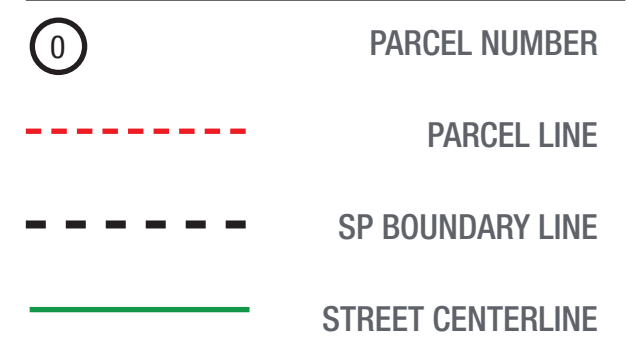 0 PARCEL NUMBER
PARCEL LINE
SP BOUNDARY LINE
STREET CENTERLINE